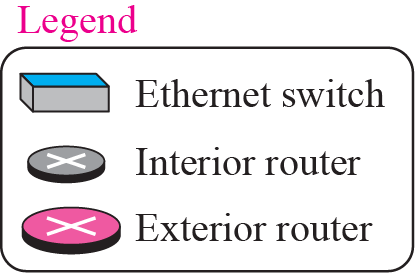 Legend
Ethernet switch
Interior router
Exterior router